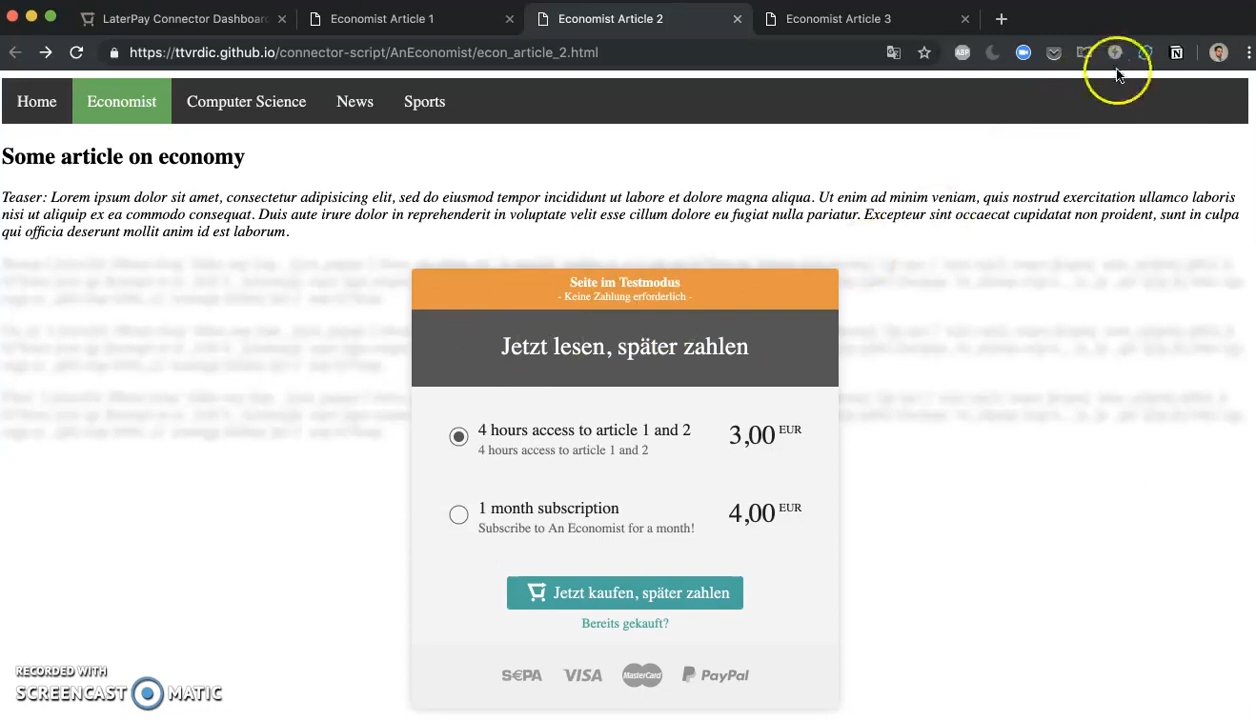 LaterPay Connector Dashboard
Economist Article 1
Economist Article 2
Economist Article 3
https://ttvrdic.github.io/connector-script/AnEconomist/econ_article_2.html
ABP
Home
Economist
Computer Science
News
Sports
Some article on economy
Teaser: Lorem ipsum dolor sit amet, consectetur adipisicing elit, sed do eiusmod tempor incididunt ut labore et dolore magna aliqua. Ut enim ad minim veniam, quis nostrud exercitation ullamco laboris
nisi ut aliquip ex ea commodo consequat. Duis aute irure dolor in reprehenderit in voluptate velit esse cillum dolore eu fugiat nulla pariatur. Excepteur sint occaecat cupidatat non proident, sunt in culpa
qui officia deserunt mollit anim id est laborum.
Seite im Testmodus
- Keine Zahlung erforderlich -
Jetzt lesen, später zahlen
4 hours access to article 1 and 2
3,00 EUR
4 hours access to article 1 and 2
1 month subscription
4,00 EUR
Subscribe to An Economist for a month!
Jetzt kaufen, später zahlen
Bereits gekauft?
S€PA VISA MasterCard PayPal
RECORDED WITH
SCREENCAST MATIC